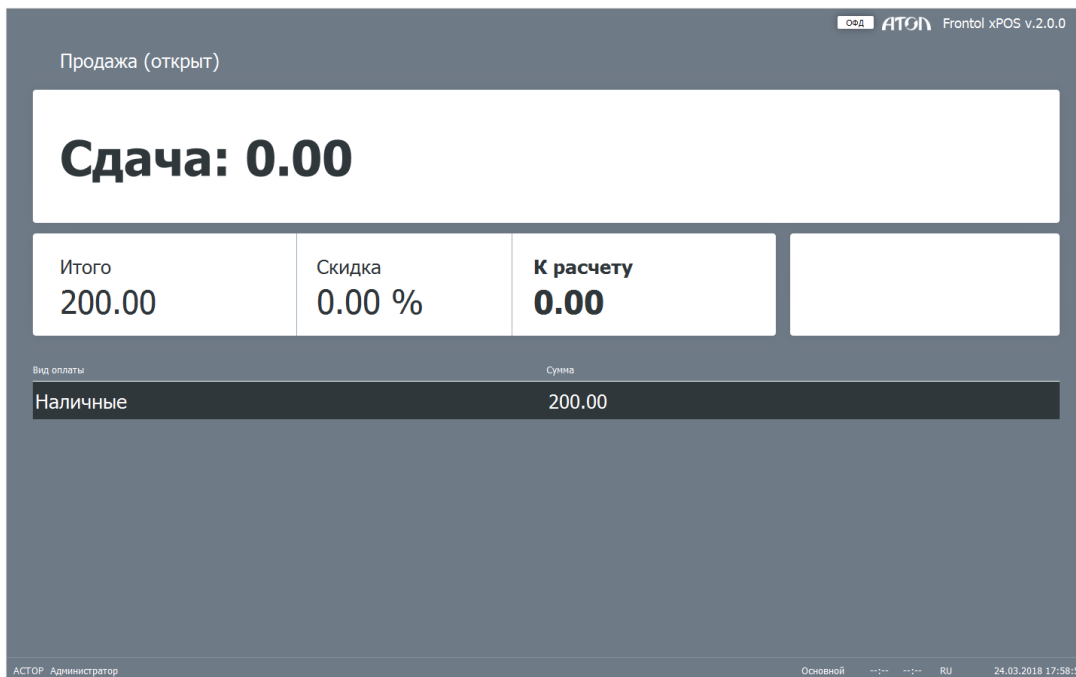 ОФД АТОЛ Frontol xPOS v.2.0.0
Продажа (открыт)
Сдача: 0.00
Итого Скидка К расчету
200.00 0.00 % 0.00
Вид оплаты Сумма
Наличные 200.00
АСТОР Администратор Основной --:-- --:-- RU 24.03.2018 17:58: